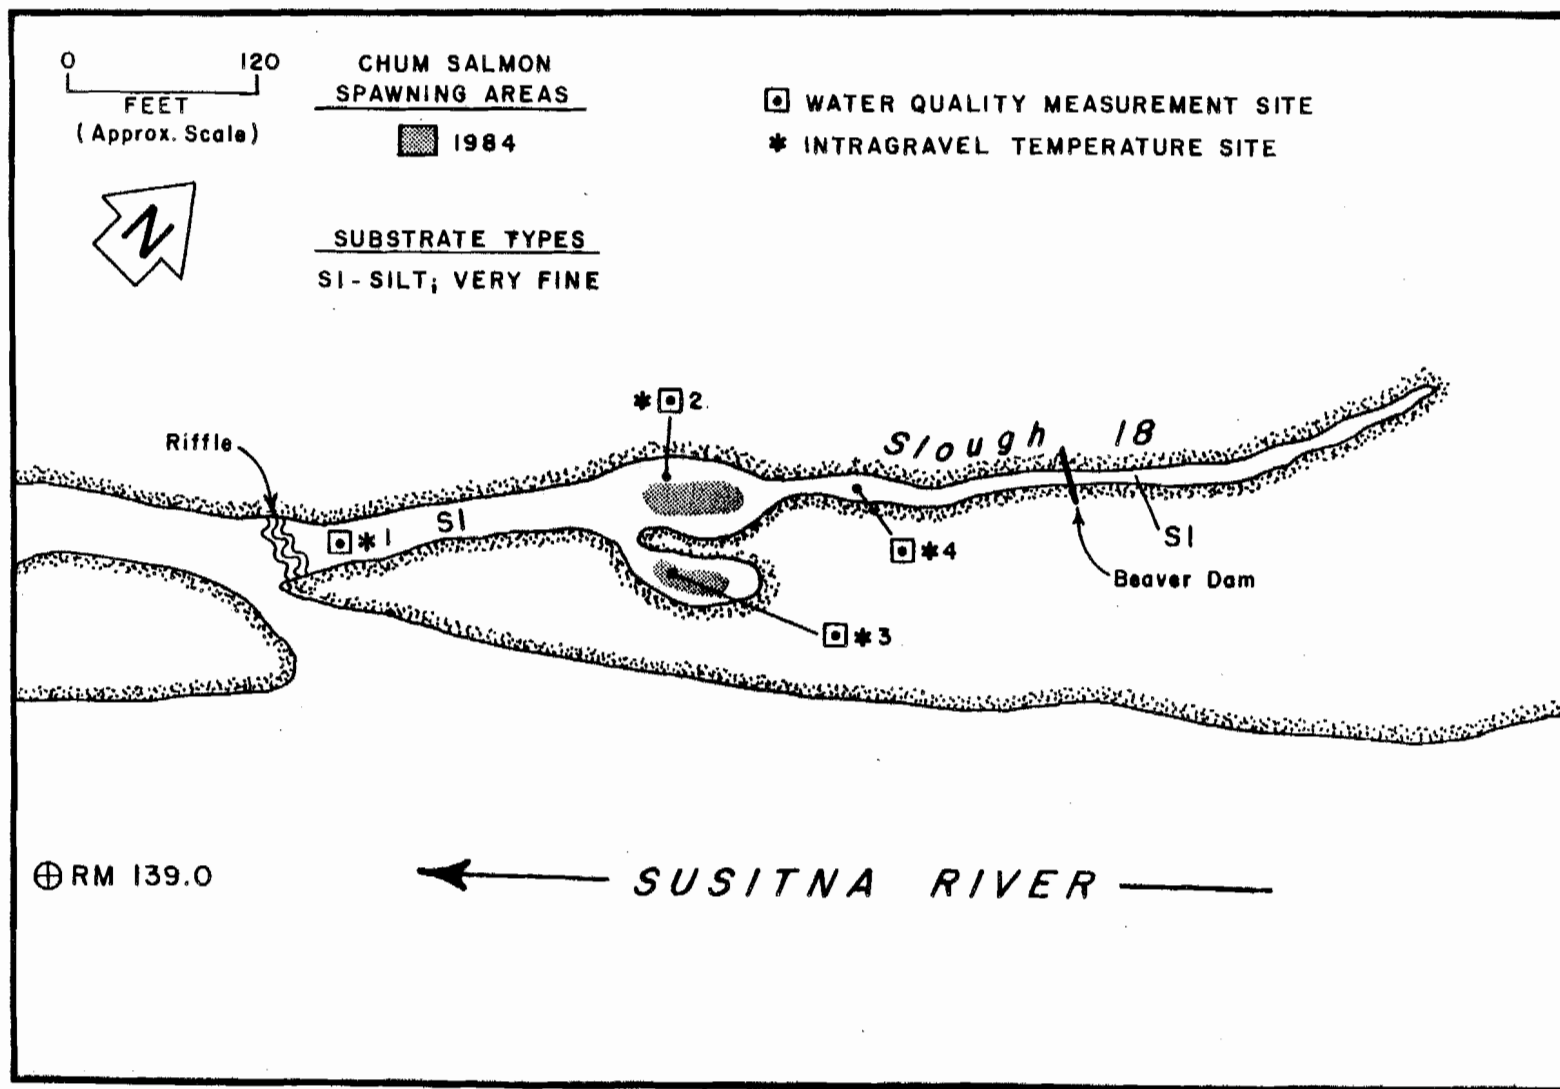 0 120
FEET
(Approx. Scale)
CHUM SALMON
SPAWNING AREAS
1984
WATER QUALITY MEASUREMENT SITE
* INTRAGRAVEL TEMPERATURE SITE
N
SUBSTRATE TYPES
SI-SILT; VERY FINE
* 2
Riffle
Slough 18
SI
* 1
* 4
SI
Beaver Dam
* 3
RM 139.0
SUSITNA RIVER